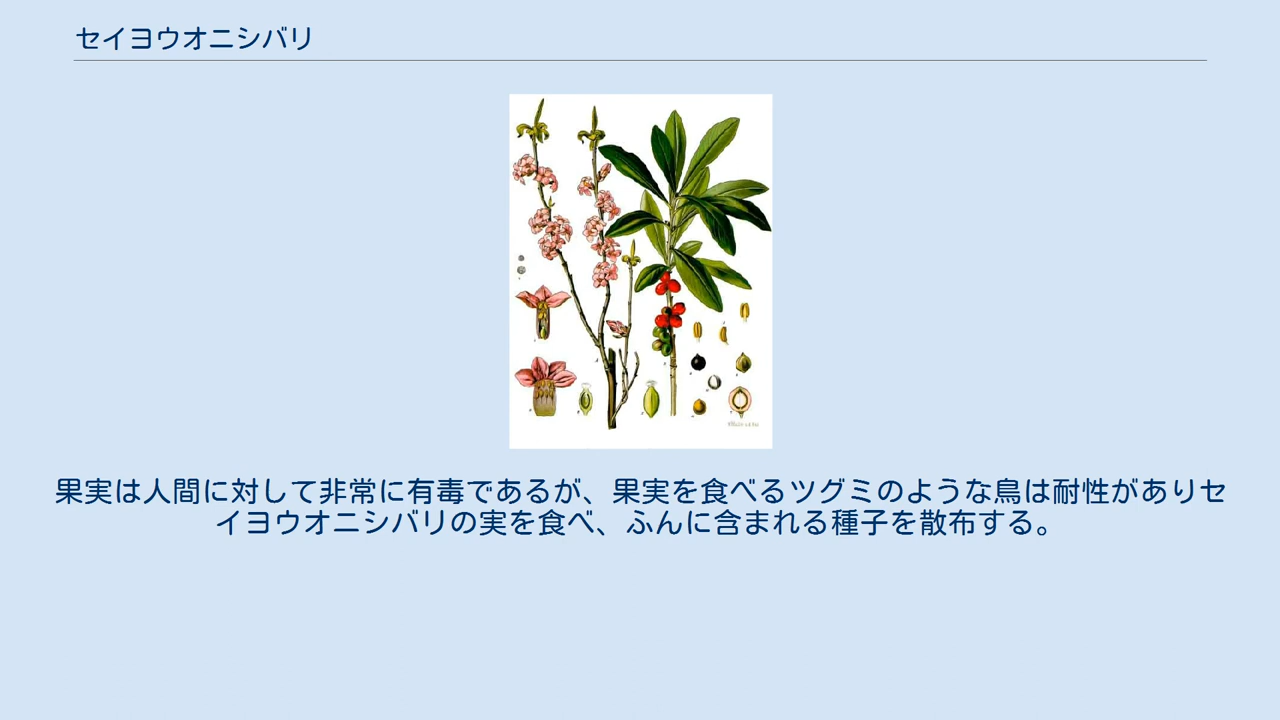 セイヨウオニシバリ
果実は人間に対して非常に有毒であるが、果実を食べるツグミのような鳥は耐性がありセ
イヨウオニシバリの実を食べ、ふんに含まれる種子を散布する。